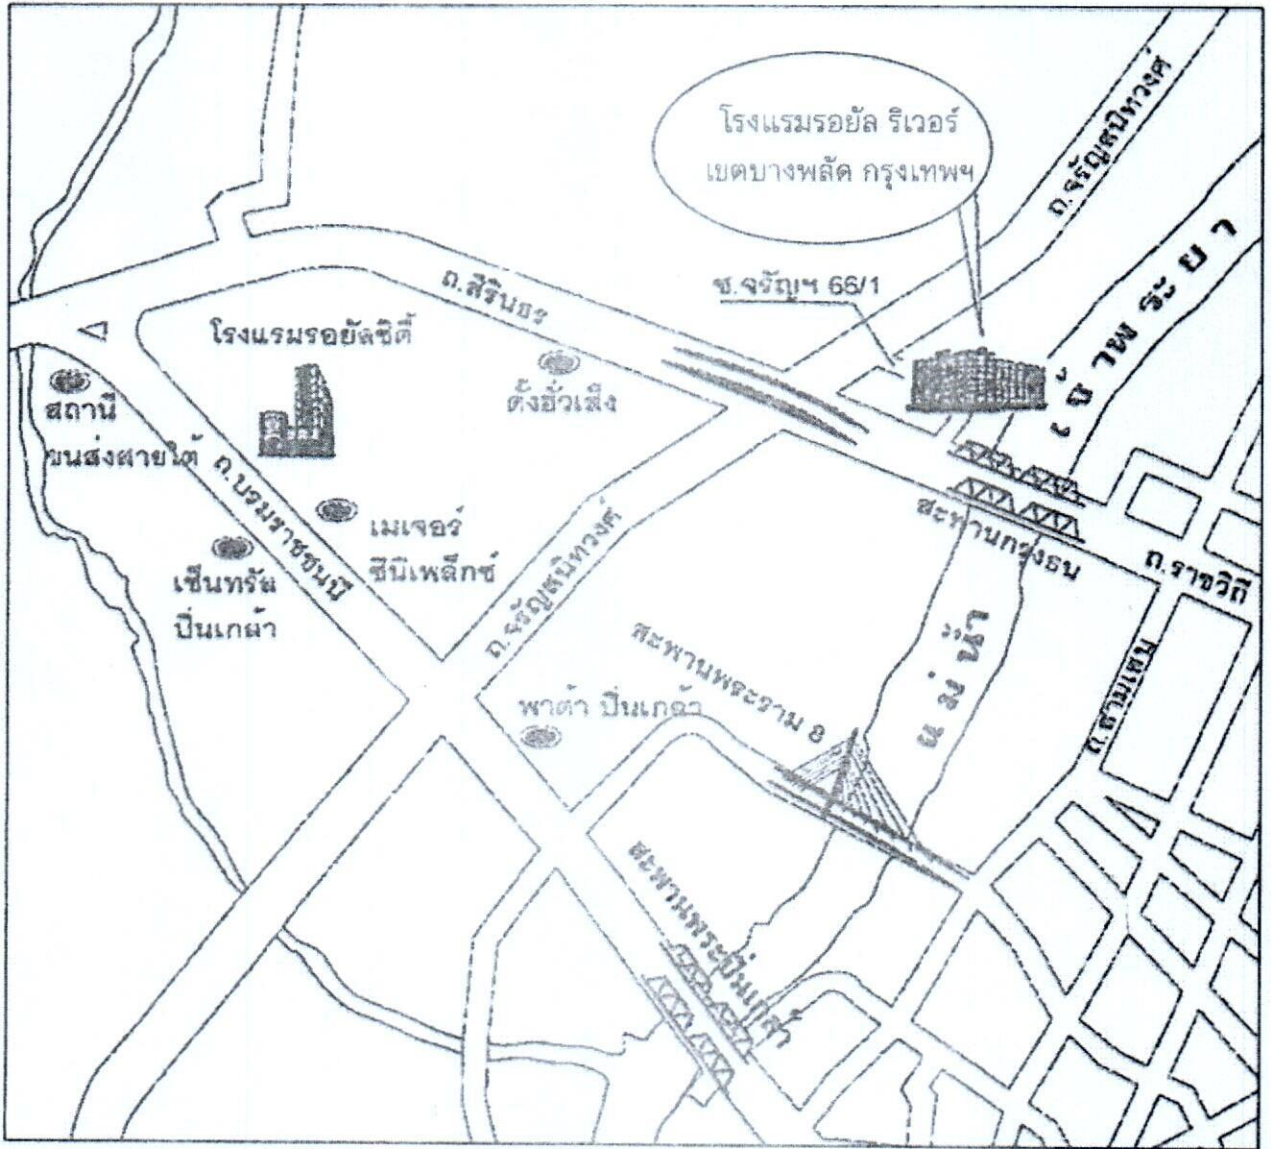 โรงแรมรอยัล ริเวอร์
เขตบางพลัด กรุงเทพฯ
ถ.จรัญสนิทวงศ์
ซ.จรัญฯ 66/1
ถ.สิรินธร
เจ้าพระยา
โรงแรมรอยัลซิตี้
ตั้งฮั่วเส็ง
สถานี
ขนส่งสายใต้
ถ.บรมราชชนนี
เมเจอร์
ซีนิเพล็กซ์
เซ็นทรัล
ปิ่นเกล้า
ถ.จรัญสนิทวงศ์
สะพานกรุงธน
ถ.ราชวิถี
สะพานพระราม 8
แม่น้ำ
ถ.สามเสน
พาต้า ปิ่นเกล้า
สะพานพระปิ่นเกล้า